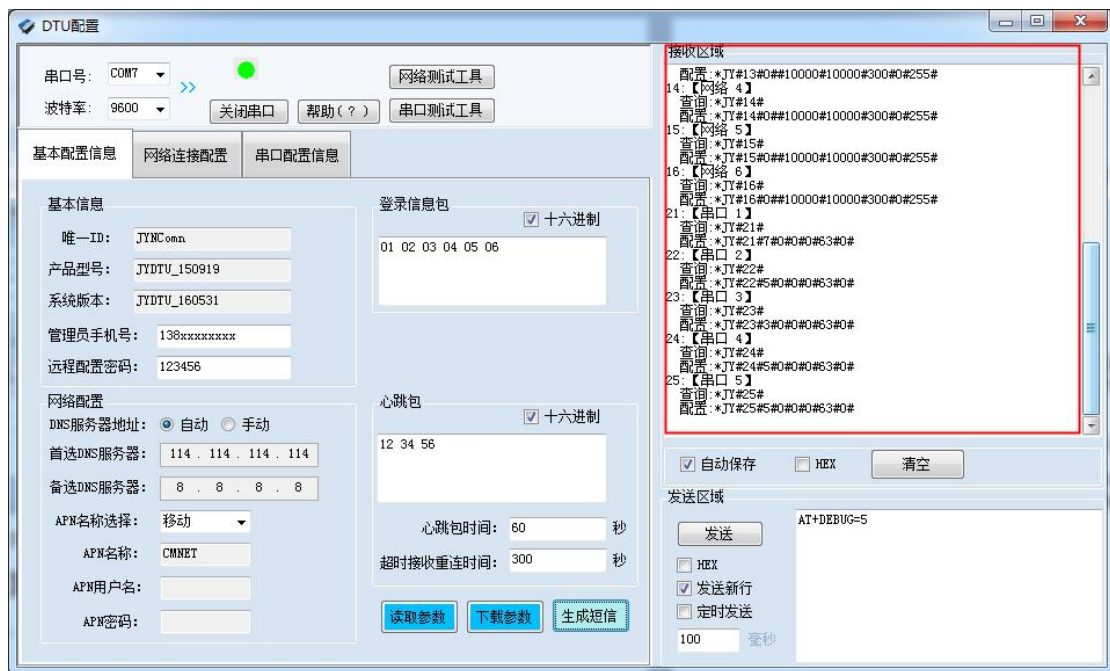 DTU配置
串口号: COM7 >>
网络测试工具
波特率: 9600
关闭串口
帮助(?)
串口测试工具
基本配置信息
网络连接配置
串口配置信息
基本信息
唯一ID: JYNComn
产品型号: JYDTU_150919
系统版本: JYDTU_160531
管理员手机号: 138xxxxxxxx
远程配置密码: 123456
网络配置
DNS服务器地址: 自动 手动
首选DNS服务器: 114 . 114 . 114 . 114
备选DNS服务器: 8 . 8 . 8 . 8
APN名称选择: 移动
APN名称: CMNET
APN用户名:
APN密码:
登录信息包
十六进制
01 02 03 04 05 06
心跳包
十六进制
12 34 56
心跳包时间: 60 秒
超时接收重连时间: 300 秒
读取参数
下载参数
生成短信
接收区域
配置:*JY#13#0##10000#10000#300#0#255#
14:【网络 4】
查询:*JY#14#
配置:*JY#14#0##10000#10000#300#0#255#
15:【网络 5】
查询:*JY#15#
配置:*JY#15#0##10000#10000#300#0#255#
16:【网络 6】
查询:*JY#16#
配置:*JY#16#0##10000#10000#300#0#255#
21:【串口 1】
查询:*JY#21#
配置:*JY#21#7#0#0#0#63#0#
22:【串口 2】
查询:*JY#22#
配置:*JY#22#5#0#0#0#63#0#
23:【串口 3】
查询:*JY#23#
配置:*JY#23#3#0#0#0#63#0#
24:【串口 4】
查询:*JY#24#
配置:*JY#24#5#0#0#0#63#0#
25:【串口 5】
查询:*JY#25#
配置:*JY#25#5#0#0#0#63#0#
自动保存
HEX
清空
发送区域
发送
AT+DEBUG=5
HEX
发送新行
定时发送
100 毫秒